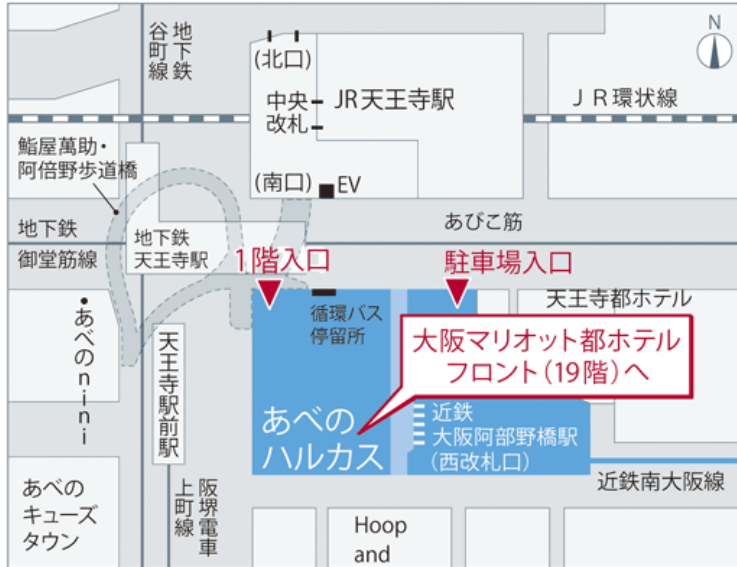 地下鉄
谷町線
(北口)
中央
改札
JR天王寺駅
ＪＲ環状線
N
鮨屋萬助・
阿倍野歩道橋
(南口)
EV
地下鉄
御堂筋線
地下鉄
天王寺駅
あびこ筋
1階入口
駐車場入口
循環バス
停留所
天王寺都ホテル
大阪マリオット都ホテル
フロント(19階)へ
•あべのnini
天王寺駅前駅
あべの
ハルカス
近鉄
大阪阿部野橋駅
(西改札口)
近鉄南大阪線
あべの
キューズ
タウン
阪堺電車
上町線
Hoop
and